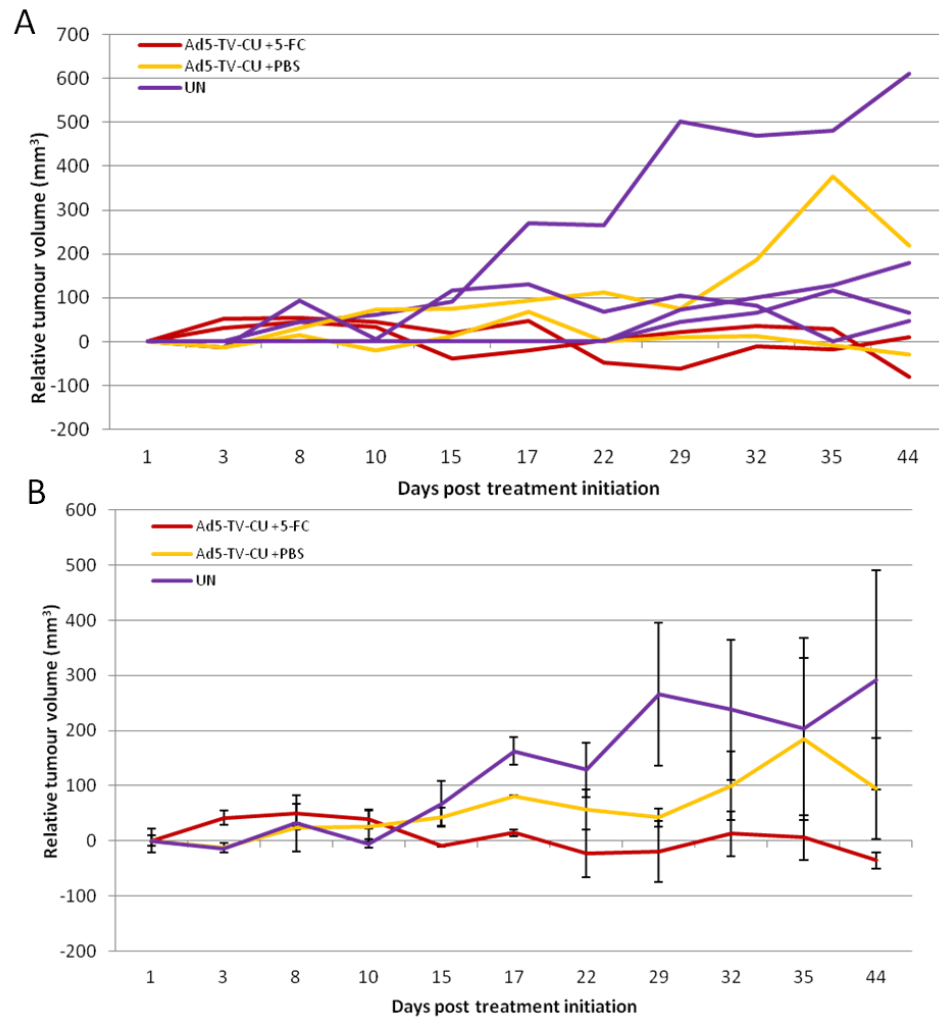 A
700
600
500
400
300
200
100
0
-100
-200
Relative tumour volume (mm³)
Ad5-TV-CU +5-FC
Ad5-TV-CU +PBS
UN
1 3 8 10 15 17 22 29 32 35 44
Days post treatment initiation
B
600
500
400
300
200
100
0
-100
-200
Relative tumour volume (mm³)
Ad5-TV-CU +5-FC
Ad5-TV-CU +PBS
UN
1 3 8 10 15 17 22 29 32 35 44
Days post treatment initiation